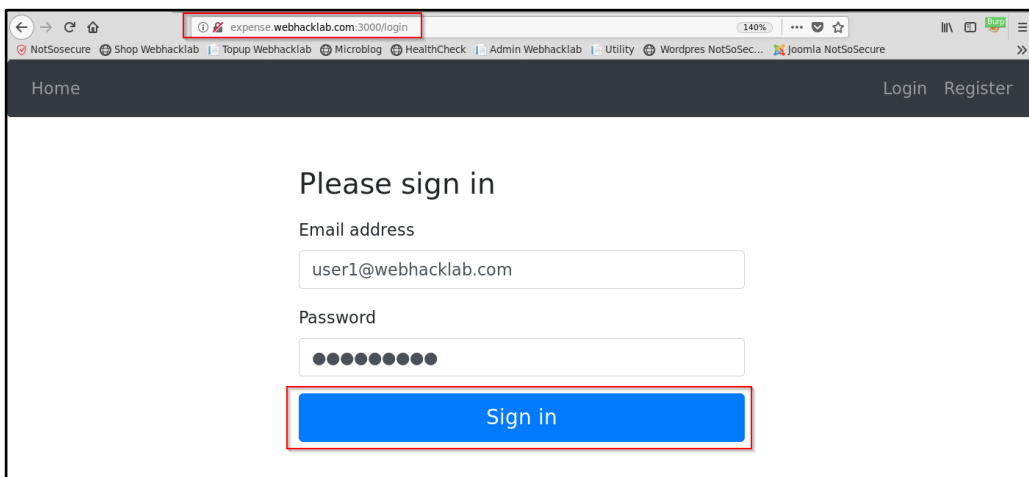 expense.webhacklab.com:3000/login 140% Burp
NotSosecure Shop Webhacklab Topup Webhacklab Microblog HealthCheck Admin Webhacklab Utility Wordpres NotSoSec... Joomla NotSoSecure
Home Login Register
Please sign in
Email address
user1@webhacklab.com
Password
●●●●●●●●●
Sign in